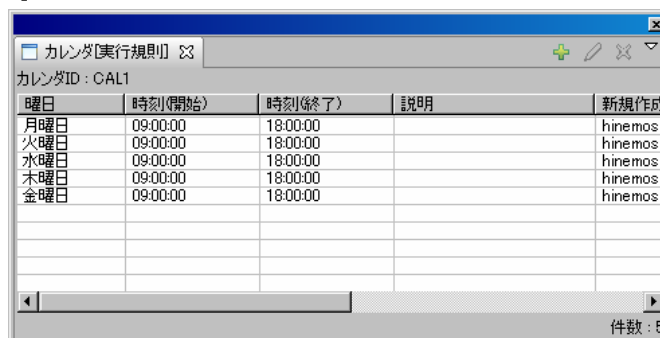 カレンダ[実行規則]
カレンダID : CAL1
曜日 時刻(開始) 時刻(終了) 説明 新規作成
月曜日 09:00:00 18:00:00 hinemos
火曜日 09:00:00 18:00:00 hinemos
水曜日 09:00:00 18:00:00 hinemos
木曜日 09:00:00 18:00:00 hinemos
金曜日 09:00:00 18:00:00 hinemos
件数 : 5